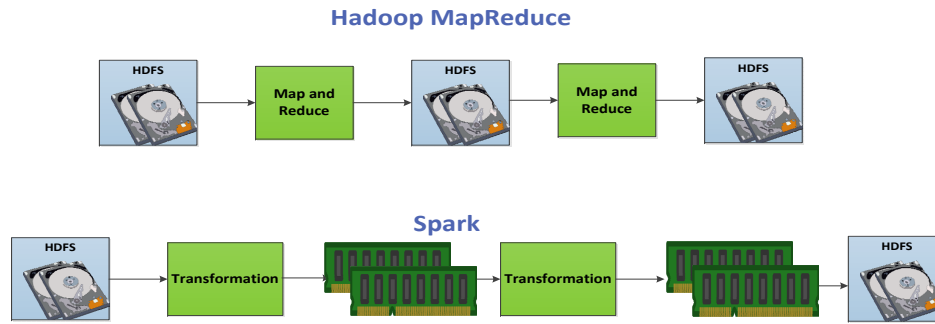 Hadoop MapReduce
HDFS
Map and
Reduce
HDFS
Map and
Reduce
HDFS
Spark
HDFS
Transformation
Transformation
HDFS